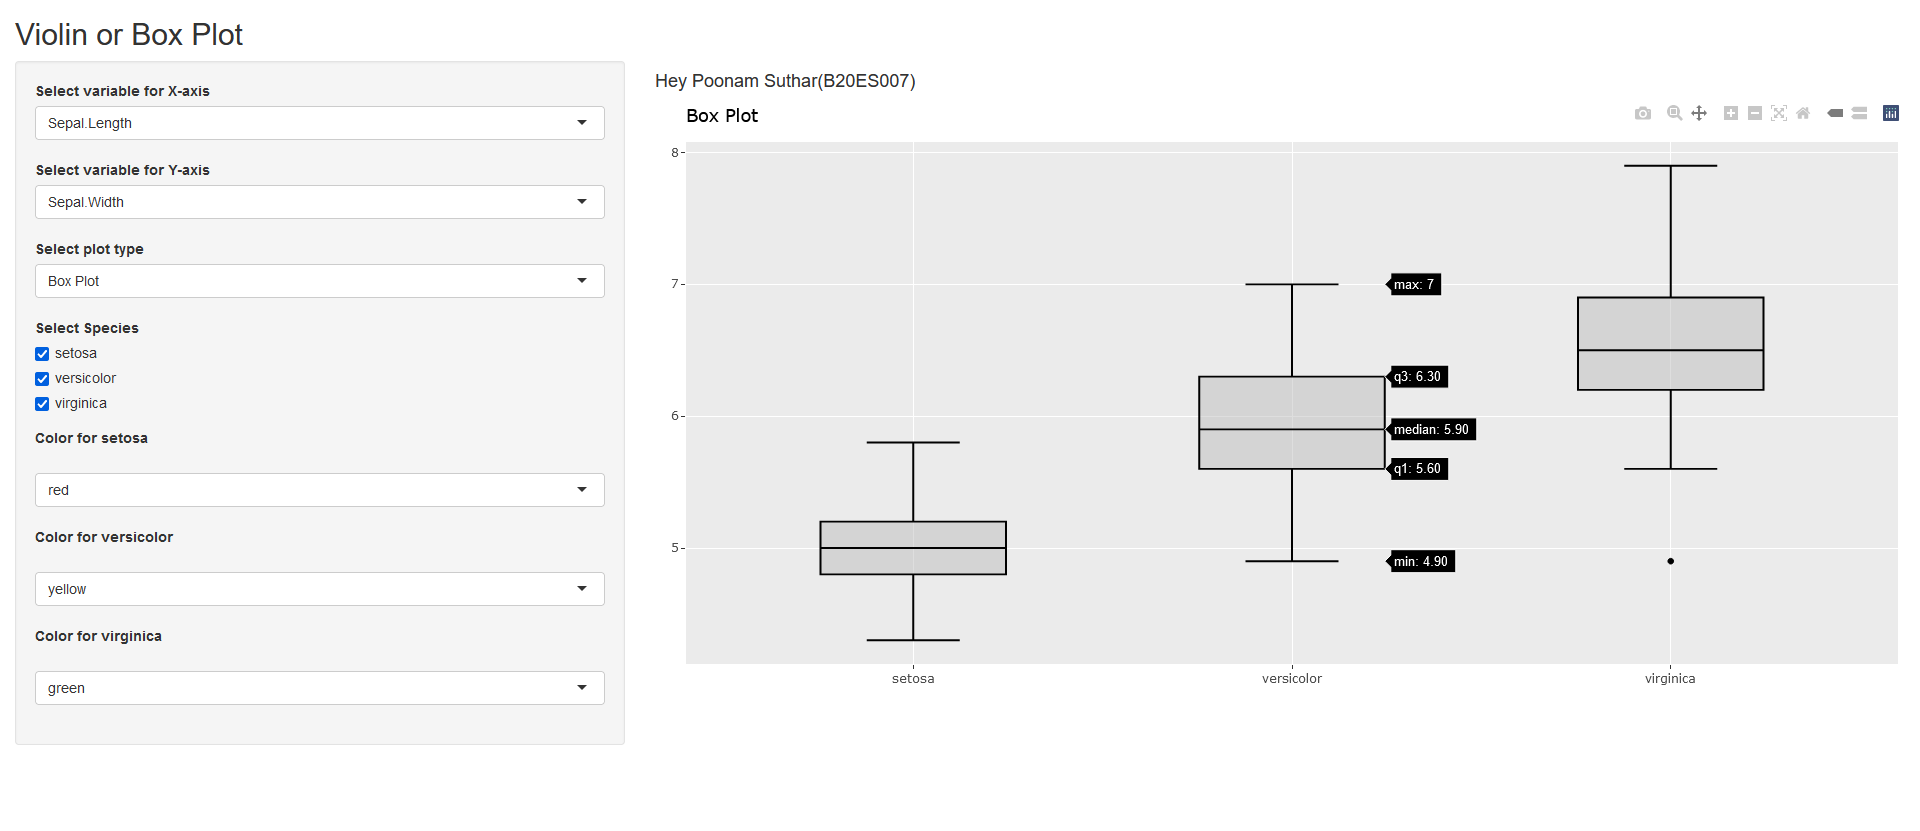 Violin or Box Plot
Select variable for X-axis
Sepal.Length
Select variable for Y-axis
Sepal.Width
Select plot type
Box Plot
Select Species
setosa
versicolor
virginica
Color for setosa
red
Color for versicolor
yellow
Color for virginica
green
Hey Poonam Suthar(B20ES007)
Box Plot
8
7
6
5
max: 7
q3: 6.30
median: 5.90
q1: 5.60
min: 4.90
setosa
versicolor
virginica